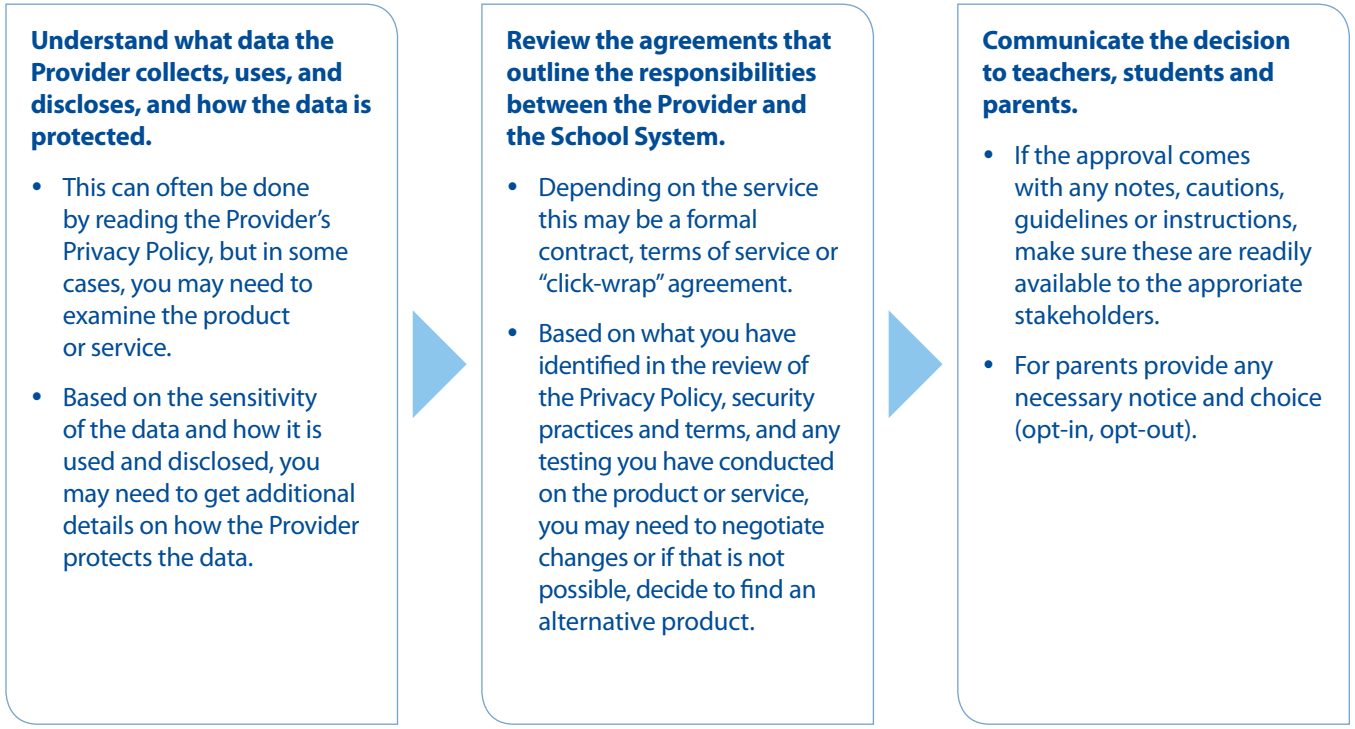 Understand what data the
Provider collects, uses, and
discloses, and how the data is
protected.
• This can often be done
by reading the Provider’s
Privacy Policy, but in some
cases, you may need to
examine the product
or service.
• Based on the sensitivity
of the data and how it is
used and disclosed, you
may need to get additional
details on how the Provider
protects the data.
Review the agreements that
outline the responsibilities
between the Provider and
the School System.
• Depending on the service
this may be a formal
contract, terms of service or
“click-wrap” agreement.
• Based on what you have
identified in the review of
the Privacy Policy, security
practices and terms, and any
testing you have conducted
on the product or service,
you may need to negotiate
changes or if that is not
possible, decide to find an
alternative product.
Communicate the decision
to teachers, students and
parents.
• If the approval comes
with any notes, cautions,
guidelines or instructions,
make sure these are readily
available to the approriate
stakeholders.
• For parents provide any
necessary notice and choice
(opt-in, opt-out).